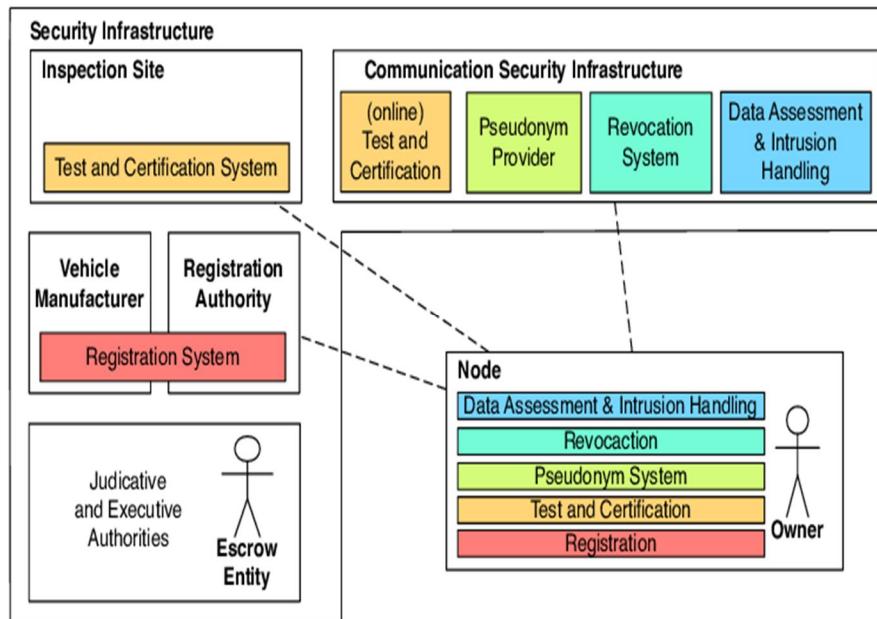 Security Infrastructure
Inspection Site
Test and Certification System
Communication Security Infrastructure
(online)
Test and
Certification
Pseudonym
Provider
Revocation
System
Data Assessment
& Intrusion
Handling
Vehicle
Manufacturer
Registration
Authority
Registration System
Judicative
and Executive
Authorities
Escrow
Entity
Node
Data Assessment & Intrusion Handling
Revocaction
Pseudonym System
Test and Certification
Registration
Owner